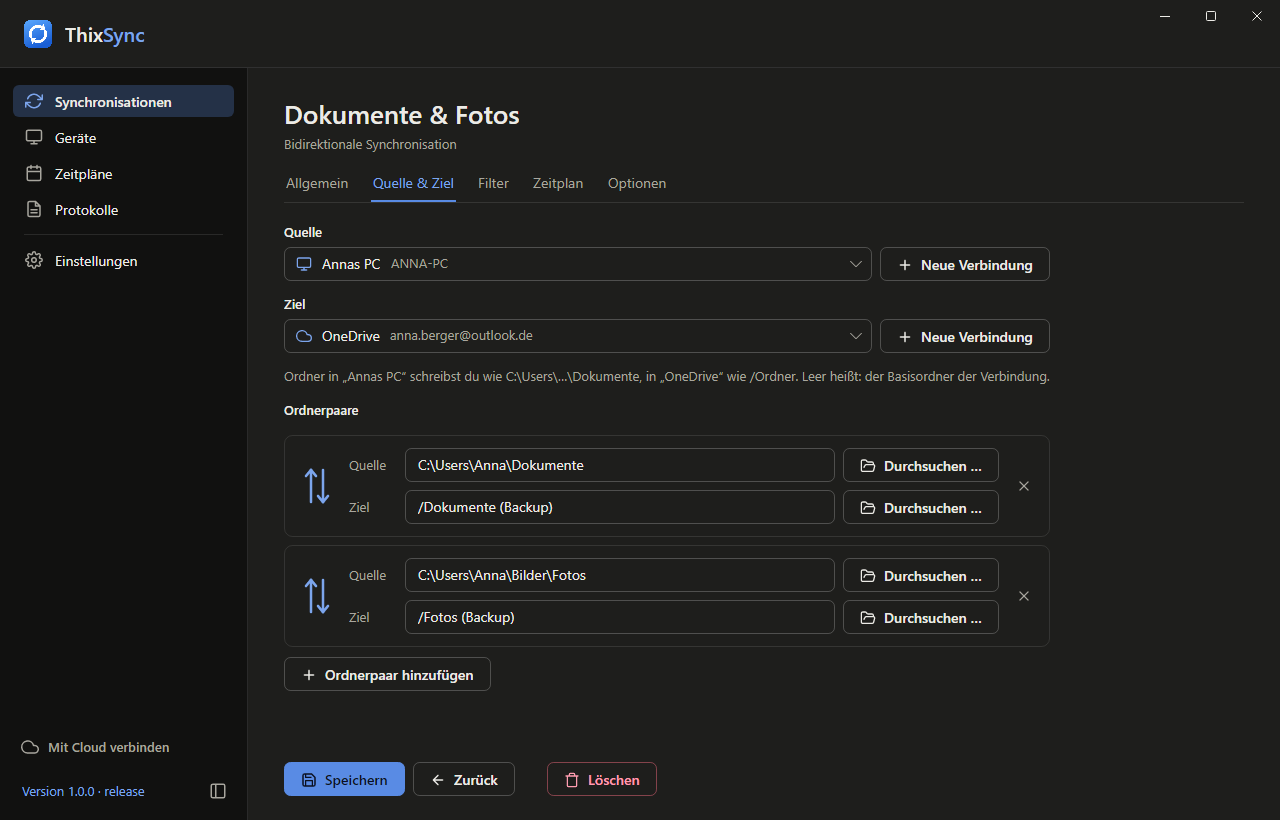 ThixSync
Synchronisationen
Geräte
Zeitpläne
Protokolle
Einstellungen
Mit Cloud verbinden
Version 1.0.0 · release
Dokumente & Fotos
Bidirektionale Synchronisation
Allgemein Quelle & Ziel Filter Zeitplan Optionen
Quelle
Annas PC ANNA-PC Neue Verbindung
Ziel
OneDrive anna.berger@outlook.de Neue Verbindung
Ordner in „Annas PC“ schreibst du wie C:\Users\...\Dokumente, in „OneDrive“ wie /Ordner. Leer heißt: der Basisordner der Verbindung.
Ordnerpaare
Quelle C:\Users\Anna\Dokumente Durchsuchen ...
Ziel /Dokumente (Backup) Durchsuchen ...
Quelle C:\Users\Anna\Bilder\Fotos Durchsuchen ...
Ziel /Fotos (Backup) Durchsuchen ...
Ordnerpaar hinzufügen
Speichern Zurück Löschen